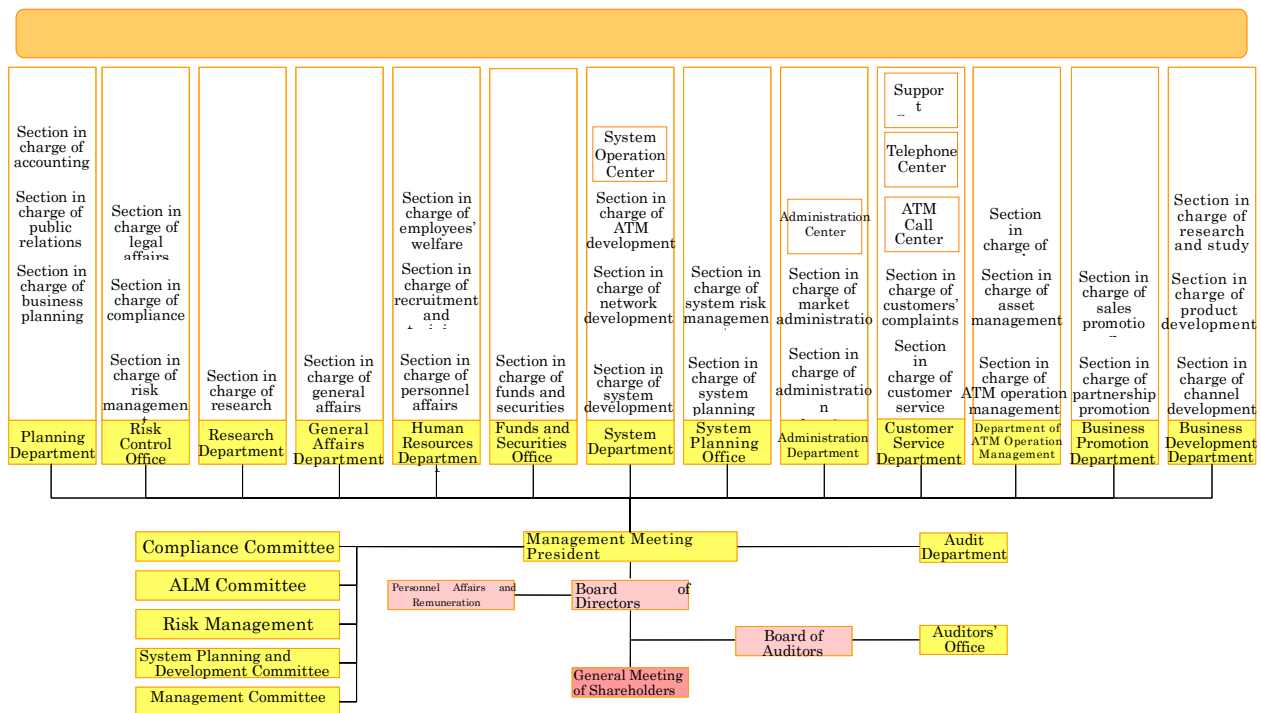 Section in
charge of
accounting
Section in
charge of
public
relations
Section in
charge of
business
planning
Planning
Department
Section in
charge of
legal
affairs
Section in
charge of
compliance
Section in
charge of
risk
managemen
Risk
Control
Office
Section in
charge of
research
Research
Department
Section in
charge of
general
affairs
General
Affairs
Department
Section in
charge of
employees'
welfare
Section in
charge of
recruitment
and
Section in
charge of
personnel
affairs
Human
Resources
Departmen
Section in
charge of
funds and
securities
Funds and
Securities
Office
System
Operation
Center
Section in
charge of
ATM
development
Section in
charge of
network
development
Section in
charge of
system
development
System
Department
Section in
charge of
system risk
managemen
Section in
charge of
system
planning
System
Planning
Office
Administration
Center
Section in
charge of
market
administratio
Section in
charge of
administratio
n
Administration
Department
Suppor
t
Telephone
Center
ATM
Call
Center
Section in
charge of
customers'
complaints
Section
in
charge of
customer
service
Customer
Service
Department
Section
in
charge of
Section in
charge of
asset
management
Section in
charge of
ATM operation
management
Department of
ATM Operation
Management
Section in
charge of
sales
promotio
Section in
charge of
partnership
promotion
Business
Promotion
Department
Section in
charge of
research
and study
Section in
charge of
product
development
Section in
charge of
channel
development
Business
Development
Department
Compliance Committee
ALM Committee
Risk Management
System Planning and
Development Committee
Management Committee
Management Meeting
President
Audit
Department
Personnel Affairs and
Remuneration
Board of
Directors
Board of
Auditors
Auditors'
Office
General Meeting
of Shareholders